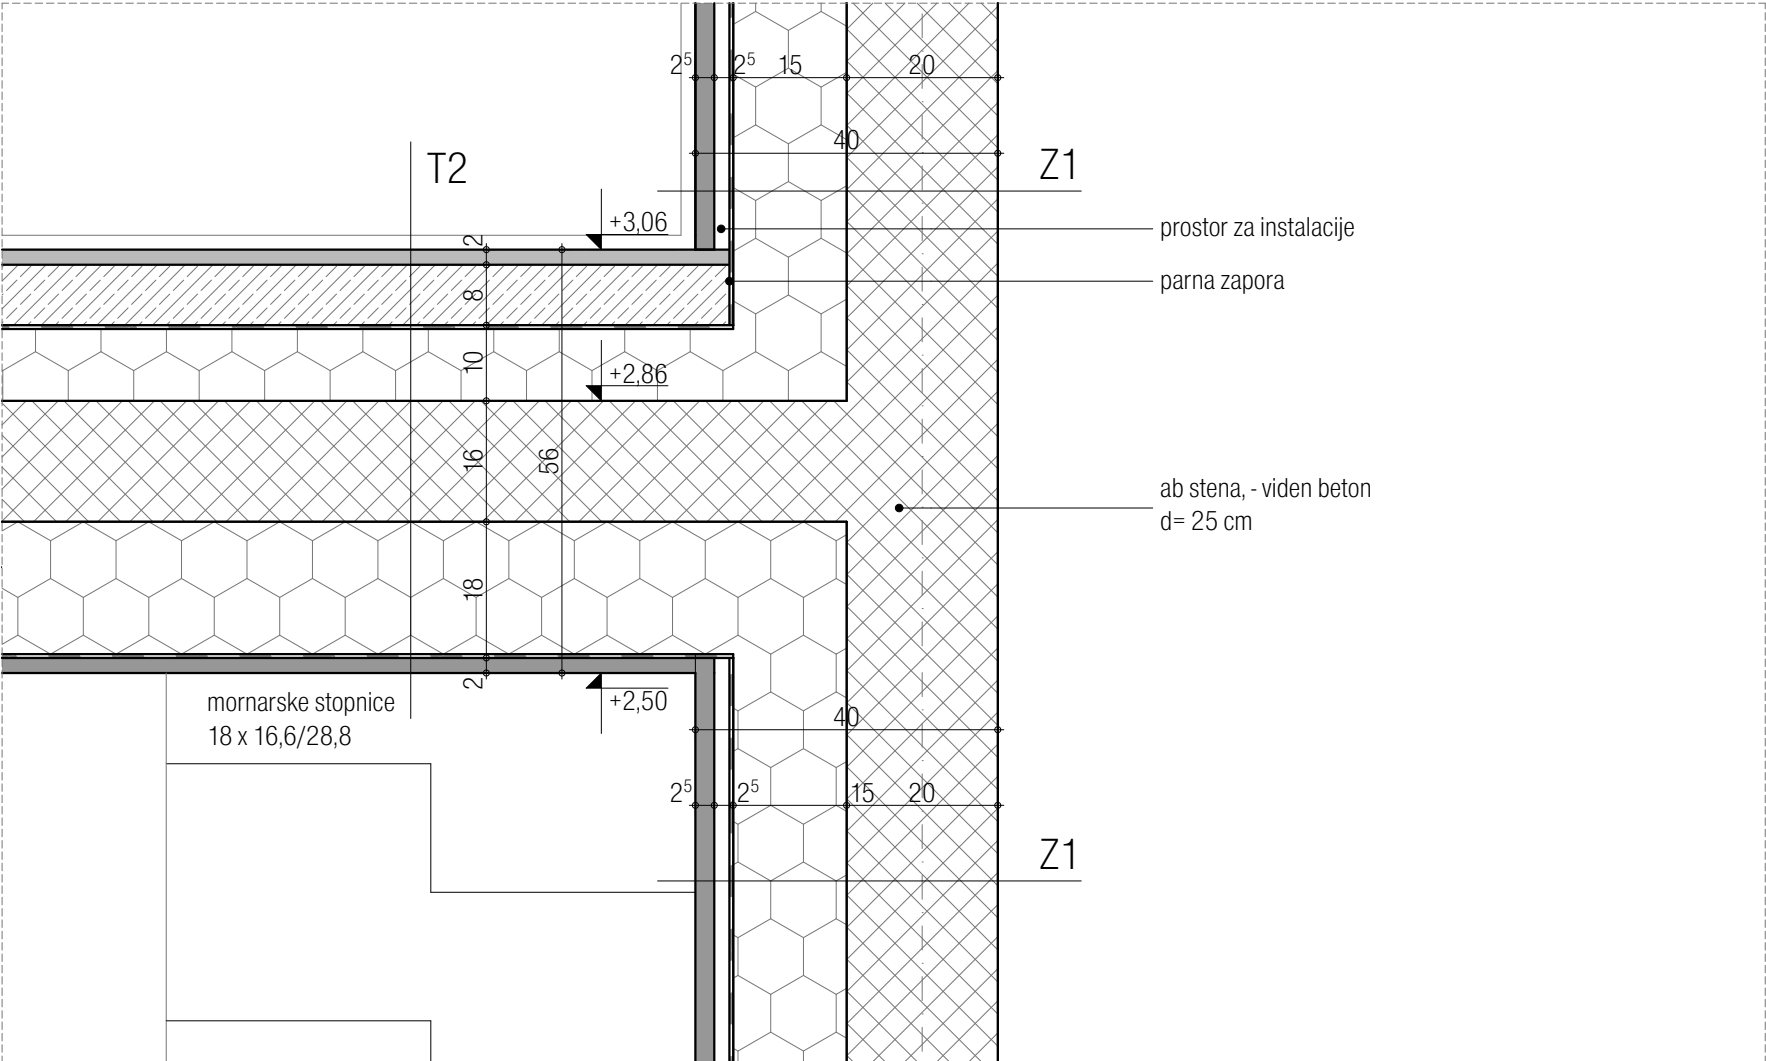 2⁵ 2⁵ 15 20
40
T2
Z1
+3,06
prostor za instalacije
2
parna zapora
8
10
+2,86
16
56
ab stena, - viden beton
d= 25 cm
18
2
+2,50
mornarske stopnice
18 x 16,6/28,8
40
2⁵ 2⁵ 15 20
Z1